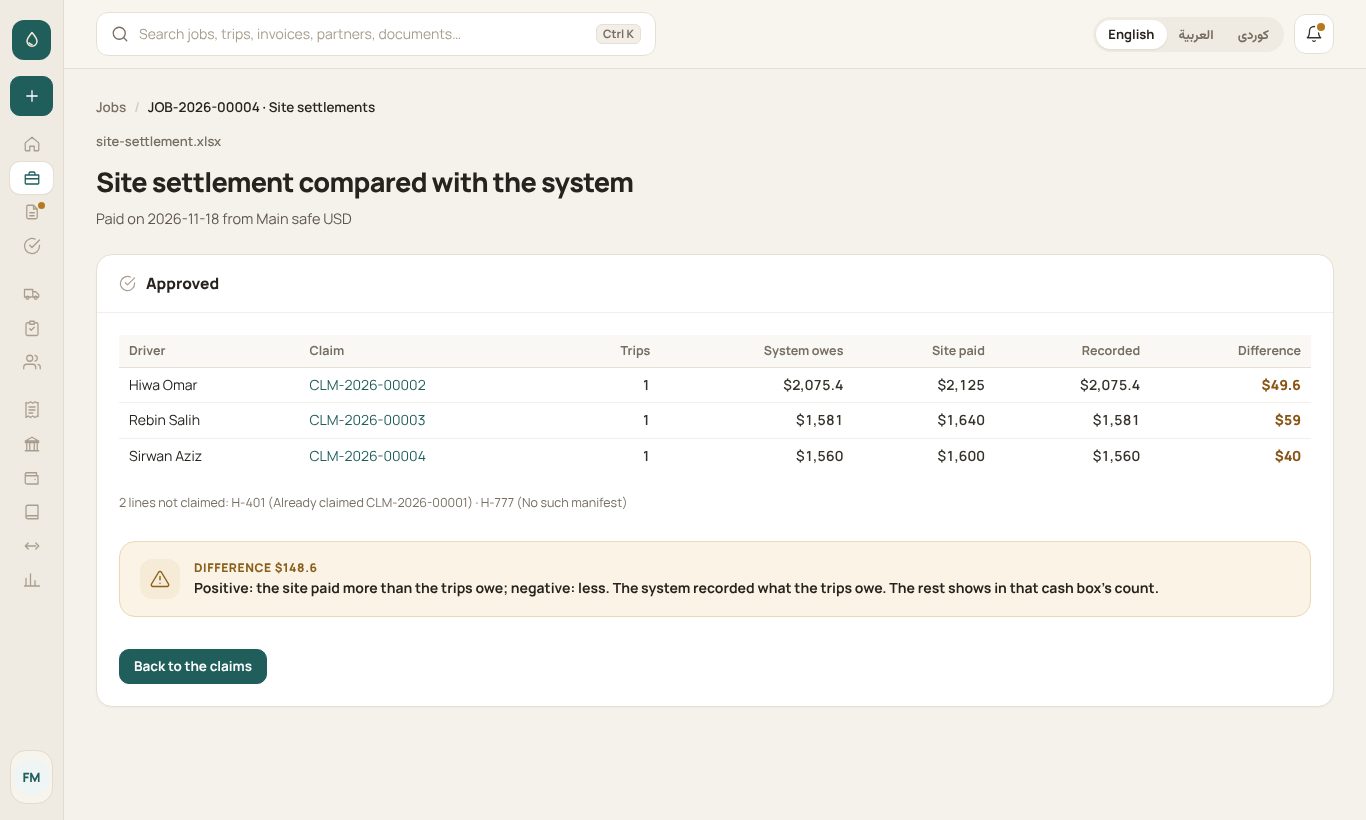 Search jobs, trips, invoices, partners, documents… Ctrl K English العربية کوردی
Jobs / JOB-2026-00004 · Site settlements
site-settlement.xlsx
Site settlement compared with the system
Paid on 2026-11-18 from Main safe USD
Approved
Driver Claim Trips System owes Site paid Recorded Difference
Hiwa Omar CLM-2026-00002 1 $2,075.4 $2,125 $2,075.4 $49.6
Rebin Salih CLM-2026-00003 1 $1,581 $1,640 $1,581 $59
Sirwan Aziz CLM-2026-00004 1 $1,560 $1,600 $1,560 $40
2 lines not claimed: H-401 (Already claimed CLM-2026-00001) · H-777 (No such manifest)
DIFFERENCE $148.6
Positive: the site paid more than the trips owe; negative: less. The system recorded what the trips owe. The rest shows in that cash box's count.
Back to the claims
FM